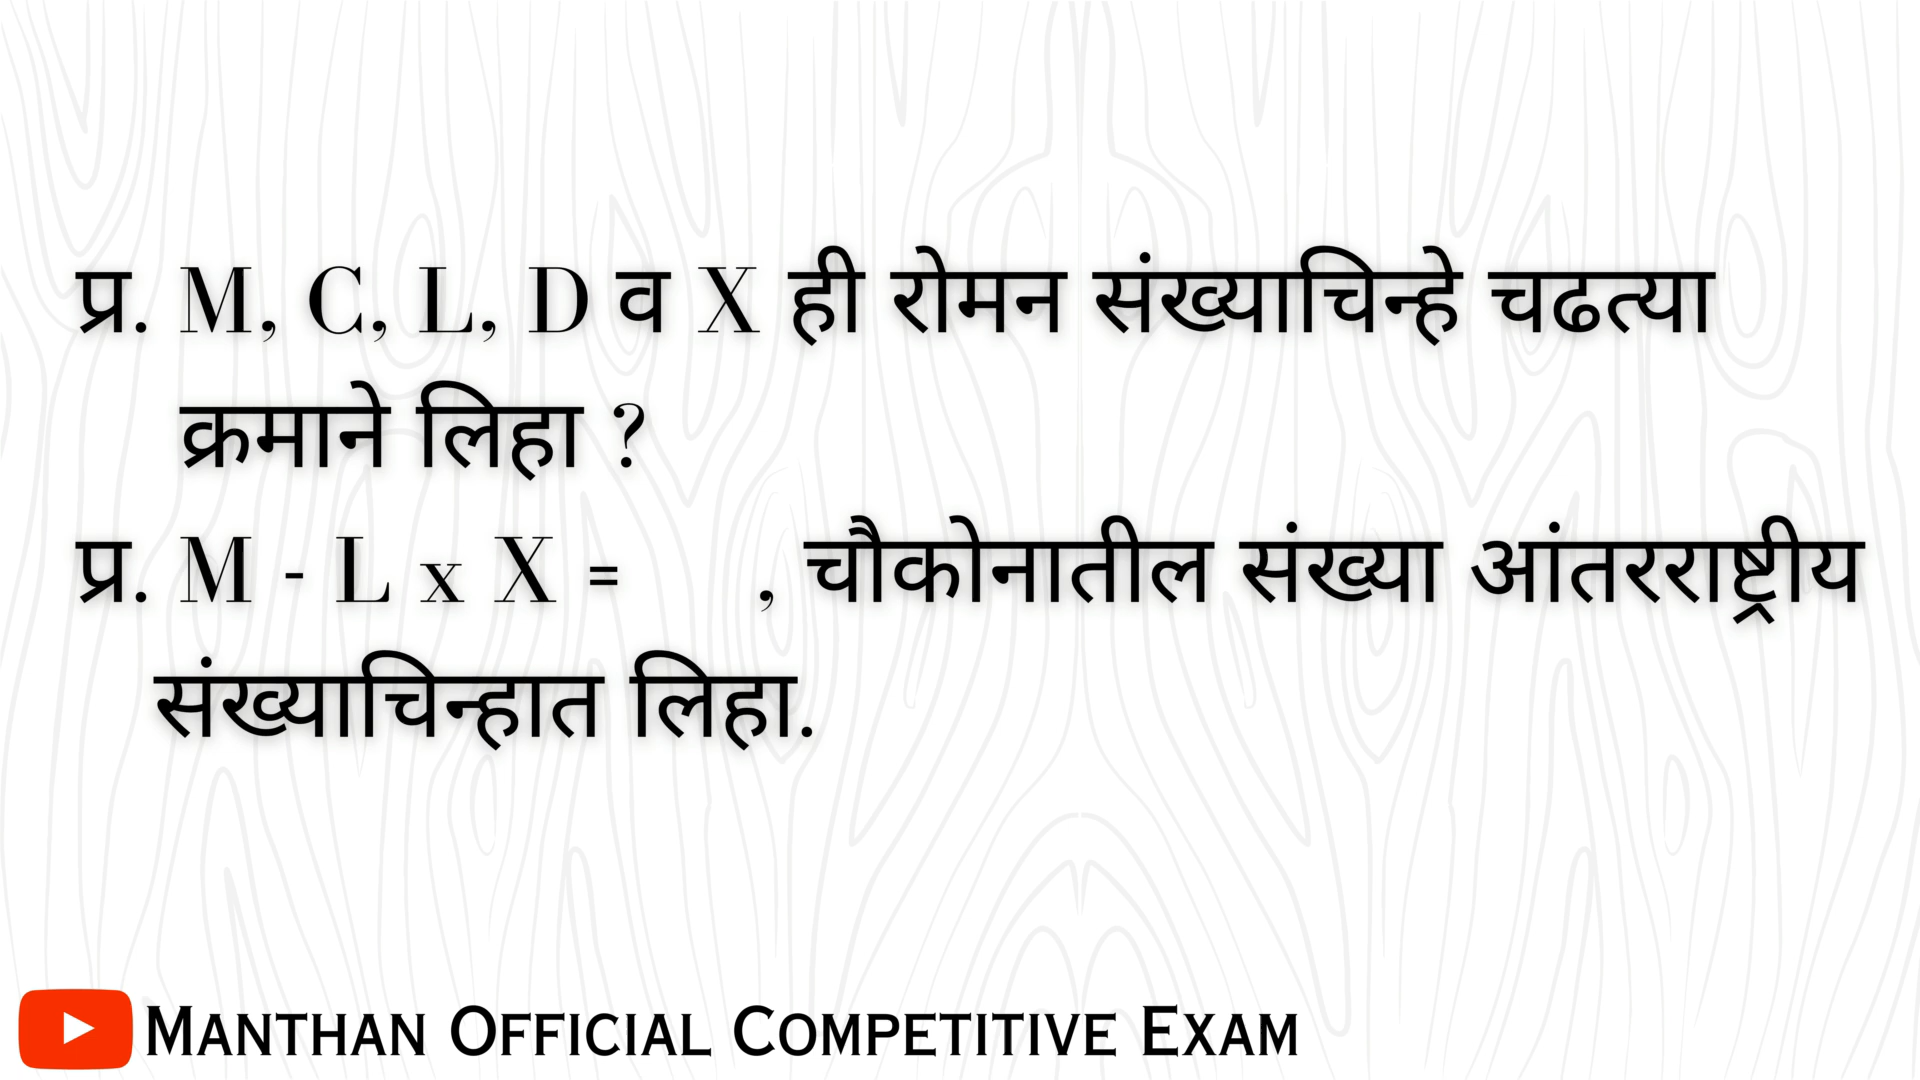 प्र. M, C, L, D व X ही रोमन संख्याचिन्हे चढत्या
क्रमाने लिहा ?
प्र. M - L x X = , चौकोनातील संख्या आंतरराष्ट्रीय
संख्याचिन्हात लिहा.
MANTHAN OFFICIAL COMPETITIVE EXAM